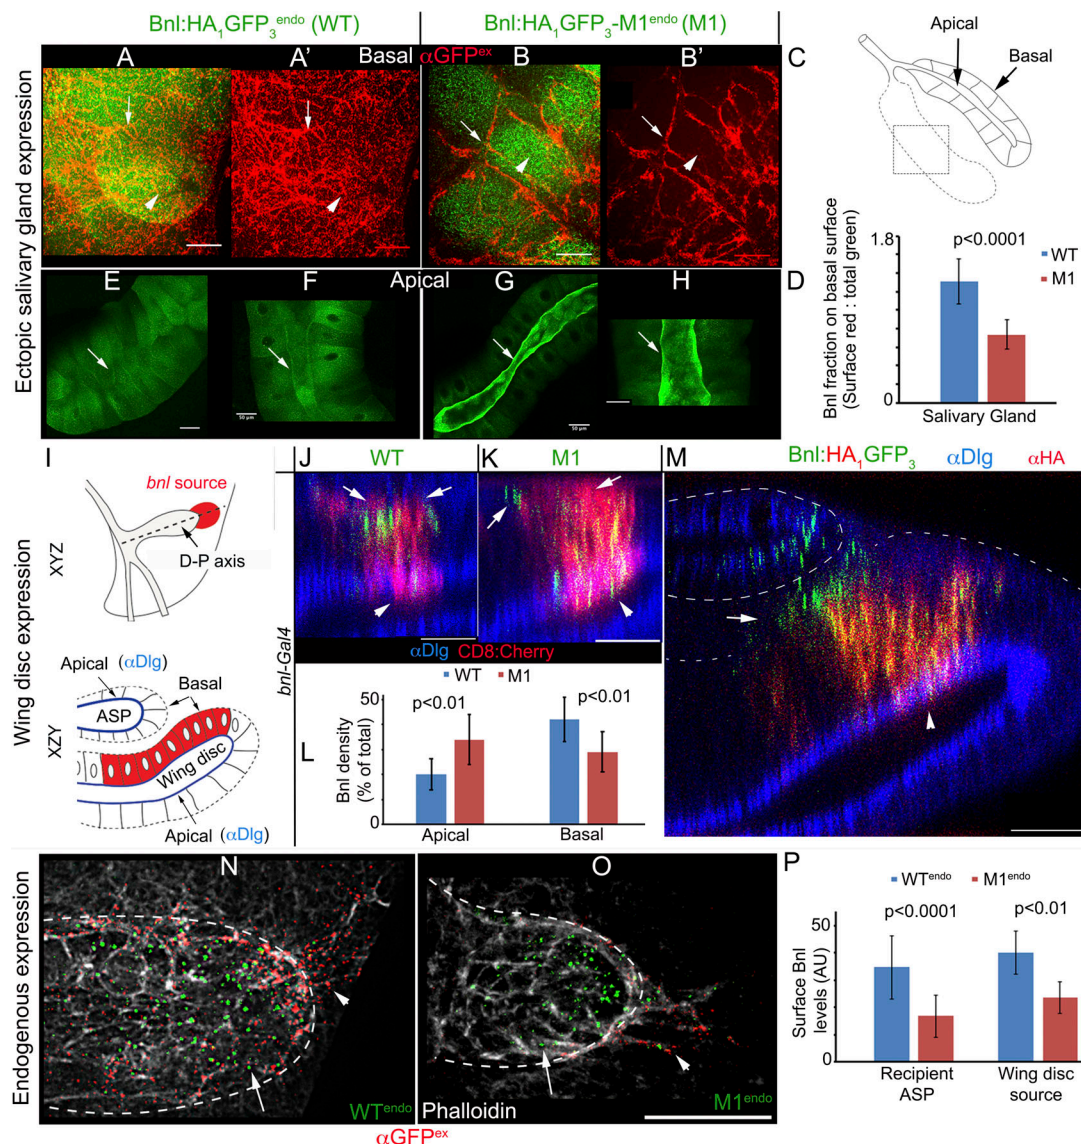 Bnl:HA1GFP3endo (WT)
Bnl:HA1GFP3-M1endo (M1)
Ectopic salivary gland expression
A
A'
Basal
αGFPex
B
B'
C
Apical
Basal
E
F
Apical
G
H
50 μm
50 μm
D
1.8
0
p<0.0001
WT
M1
Bnl fraction on basal surface
(Surface red : total green)
Salivary Gland
Wing disc expression
I
bnl source
D-P axis
XYZ
Apical (αDlg)
Basal
ASP
XZY
Wing disc
Apical (αDlg)
bnl-Gal4
J
WT
K
M1
αDlg CD8:Cherry
L
WT
M1
p<0.01
p<0.01
50
0
Bnl density
(% of total)
Apical
Basal
M
Bnl:HA1GFP3
αDlg
αHA
Endogenous expression
N
WTendo
O
Phalloidin
M1endo
αGFPex
P
WTendo
M1endo
p<0.0001
p<0.01
50
0
Surface Bnl
levels (AU)
Recipient
ASP
Wing disc
source